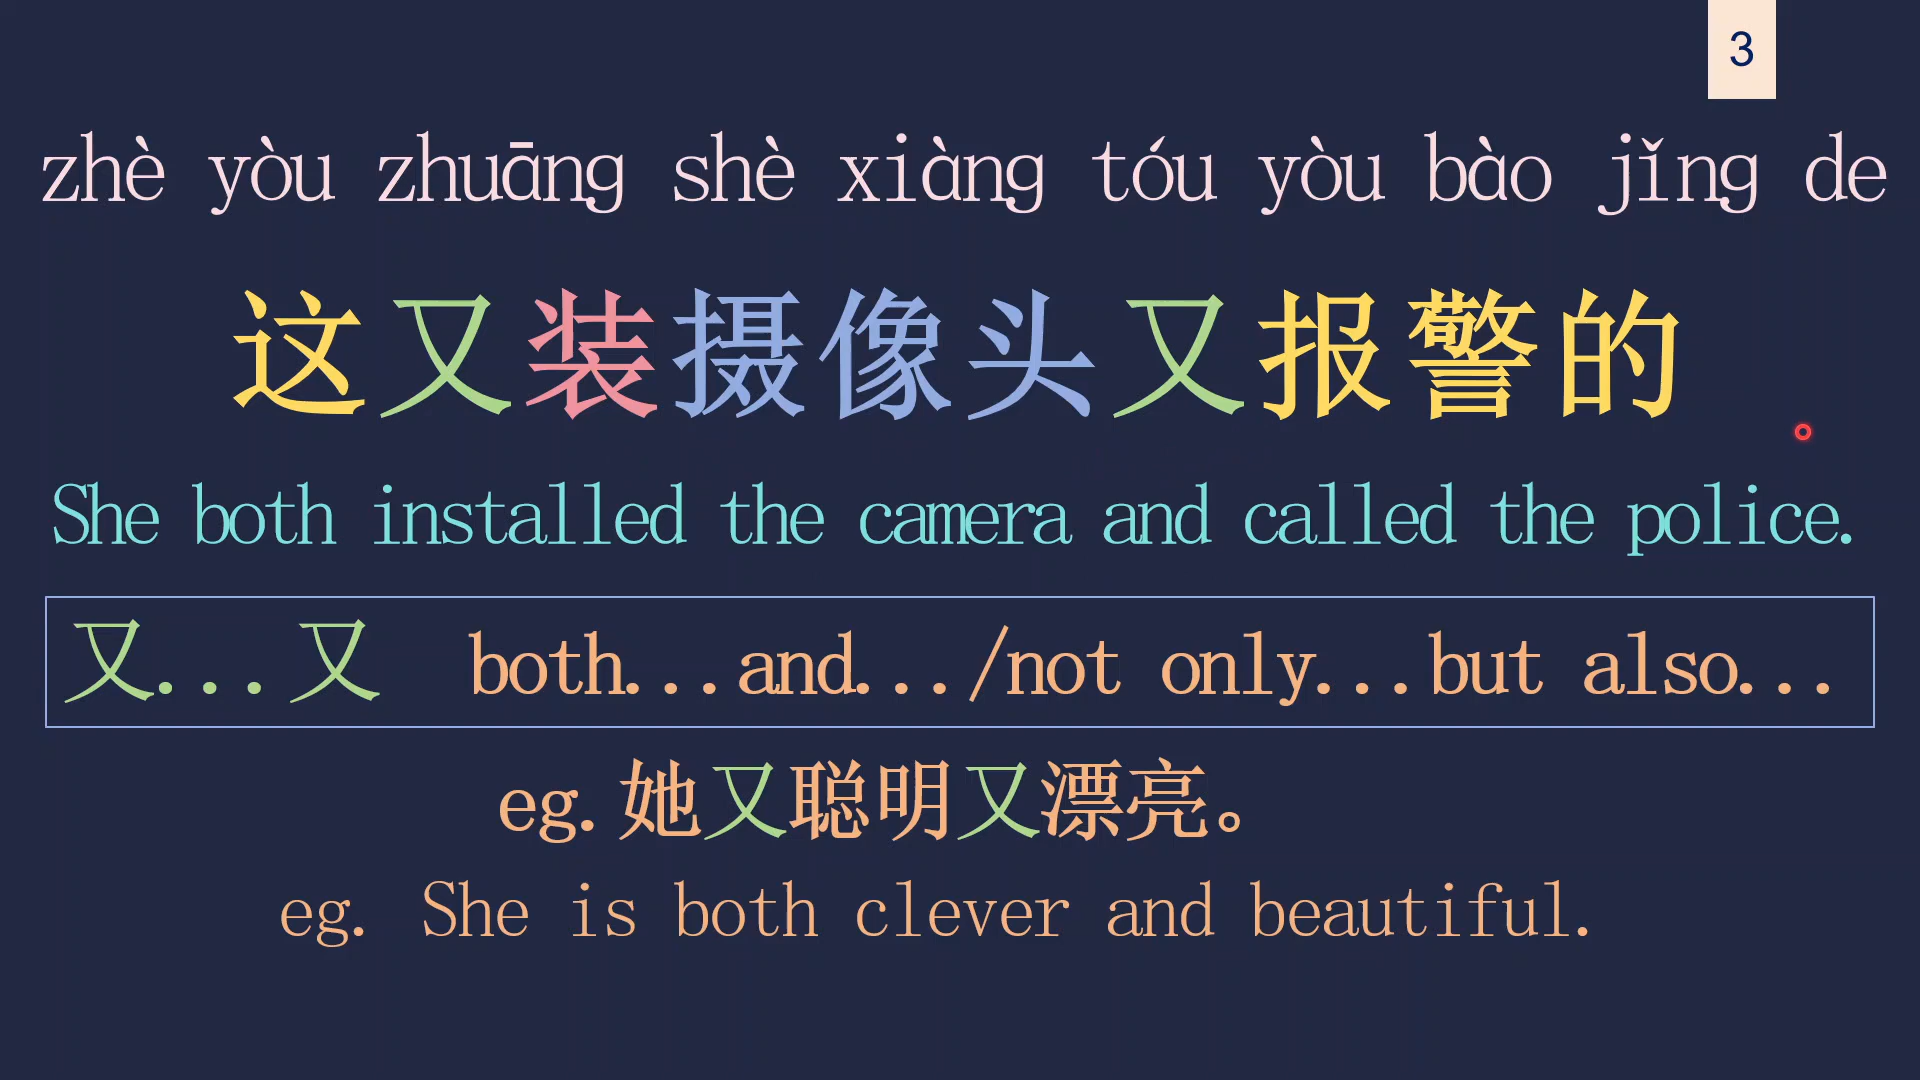 3
zhè yòu zhuāng shè xiàng tóu yòu bào jǐng de
这又装摄像头又报警的
She both installed the camera and called the police.
又...又 both...and.../not only...but also...
eg.她又聪明又漂亮。
eg. She is both clever and beautiful.